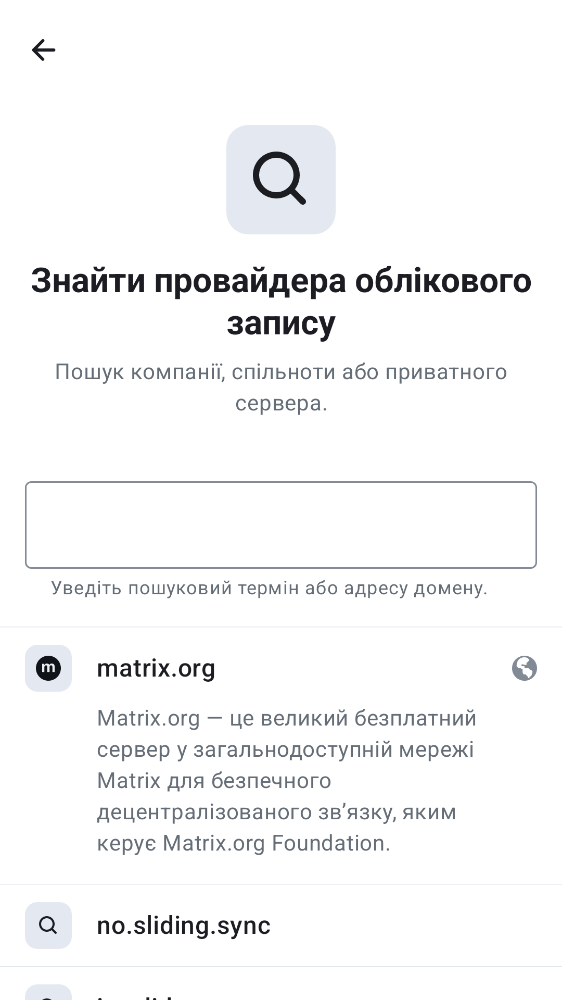 Знайти провайдера облікового
запису
Пошук компанії, спільноти або приватного
сервера.
Уведіть пошуковий термін або адресу домену.
m
matrix.org
Matrix.org — це великий безплатний
сервер у загальнодоступній мережі
Matrix для безпечного
децентралізованого зв’язку, яким
керує Matrix.org Foundation.
no.sliding.sync